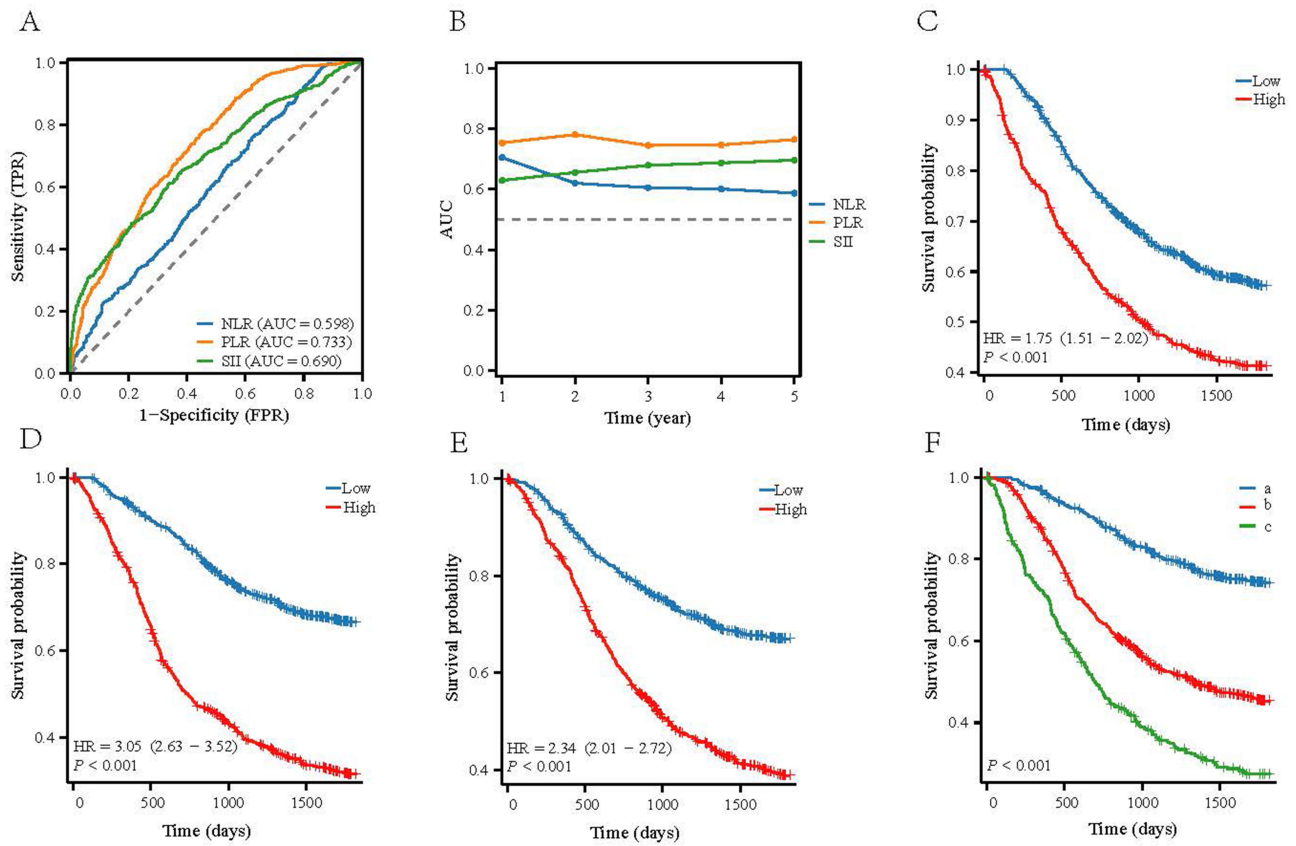 A
1.0
0.8
0.6
0.4
0.2
0.0
Sensitivity (TPR)
NLR (AUC = 0.598)
PLR (AUC = 0.733)
SII (AUC = 0.690)
0.0 0.2 0.4 0.6 0.8 1.0
1−Specificity (FPR)
B
1.0
0.8
0.6
0.4
0.2
0.0
AUC
NLR
PLR
SII
1 2 3 4 5
Time (year)
C
1.0
0.9
0.8
0.7
0.6
0.5
0.4
Survival probability
Low
High
HR = 1.75 (1.51 − 2.02)
P < 0.001
0 500 1000 1500
Time (days)
D
1.0
0.8
0.6
0.4
Survival probability
Low
High
HR = 3.05 (2.63 − 3.52)
P < 0.001
0 500 1000 1500
Time (days)
E
1.0
0.8
0.6
0.4
Survival probability
Low
High
HR = 2.34 (2.01 − 2.72)
P < 0.001
0 500 1000 1500
Time (days)
F
1.0
0.8
0.6
0.4
Survival probability
a
b
c
P < 0.001
0 500 1000 1500
Time (days)